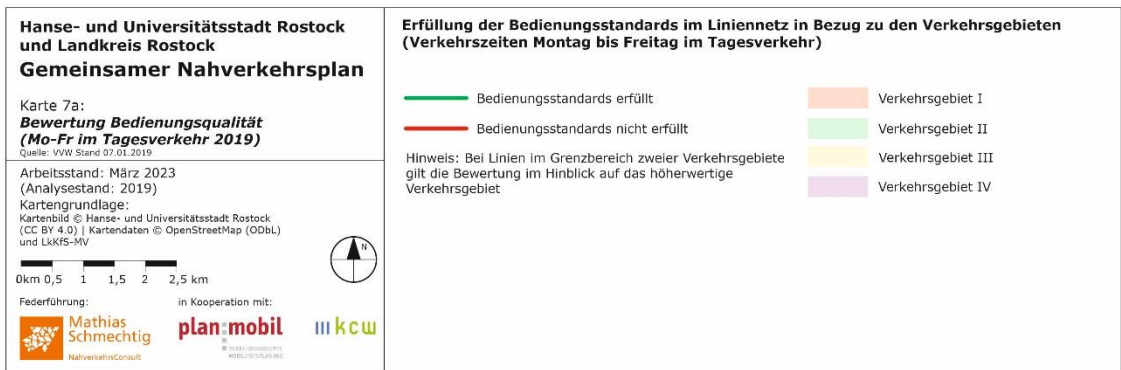 Hanse- und Universitätsstadt Rostock
und Landkreis Rostock
Gemeinsamer Nahverkehrsplan
Karte 7a:
Bewertung Bedienungsqualität
(Mo-Fr im Tagesverkehr 2019)
Quelle: VVW Stand 07.01.2019
Arbeitsstand: März 2023
(Analysestand: 2019)
Kartengrundlage:
Kartenbild © Hanse- und Universitätsstadt Rostock
(CC BY 4.0) | Kartendaten © OpenStreetMap (ODbL)
und LkKfS-MV
N
0km 0,5 1 1,5 2 2,5 km
Federführung:
in Kooperation mit:
Mathias
Schmechtig
NahverkehrsConsult
plan:mobil
VERKEHRSKONZEPTE
MOBILITÄTSPLANUNG
kcw
Erfüllung der Bedienungsstandards im Liniennetz in Bezug zu den Verkehrsgebieten
(Verkehrszeiten Montag bis Freitag im Tagesverkehr)
Bedienungsstandards erfüllt
Bedienungsstandards nicht erfüllt
Hinweis: Bei Linien im Grenzbereich zweier Verkehrsgebiete
gilt die Bewertung im Hinblick auf das höherwertige
Verkehrsgebiet
Verkehrsgebiet I
Verkehrsgebiet II
Verkehrsgebiet III
Verkehrsgebiet IV